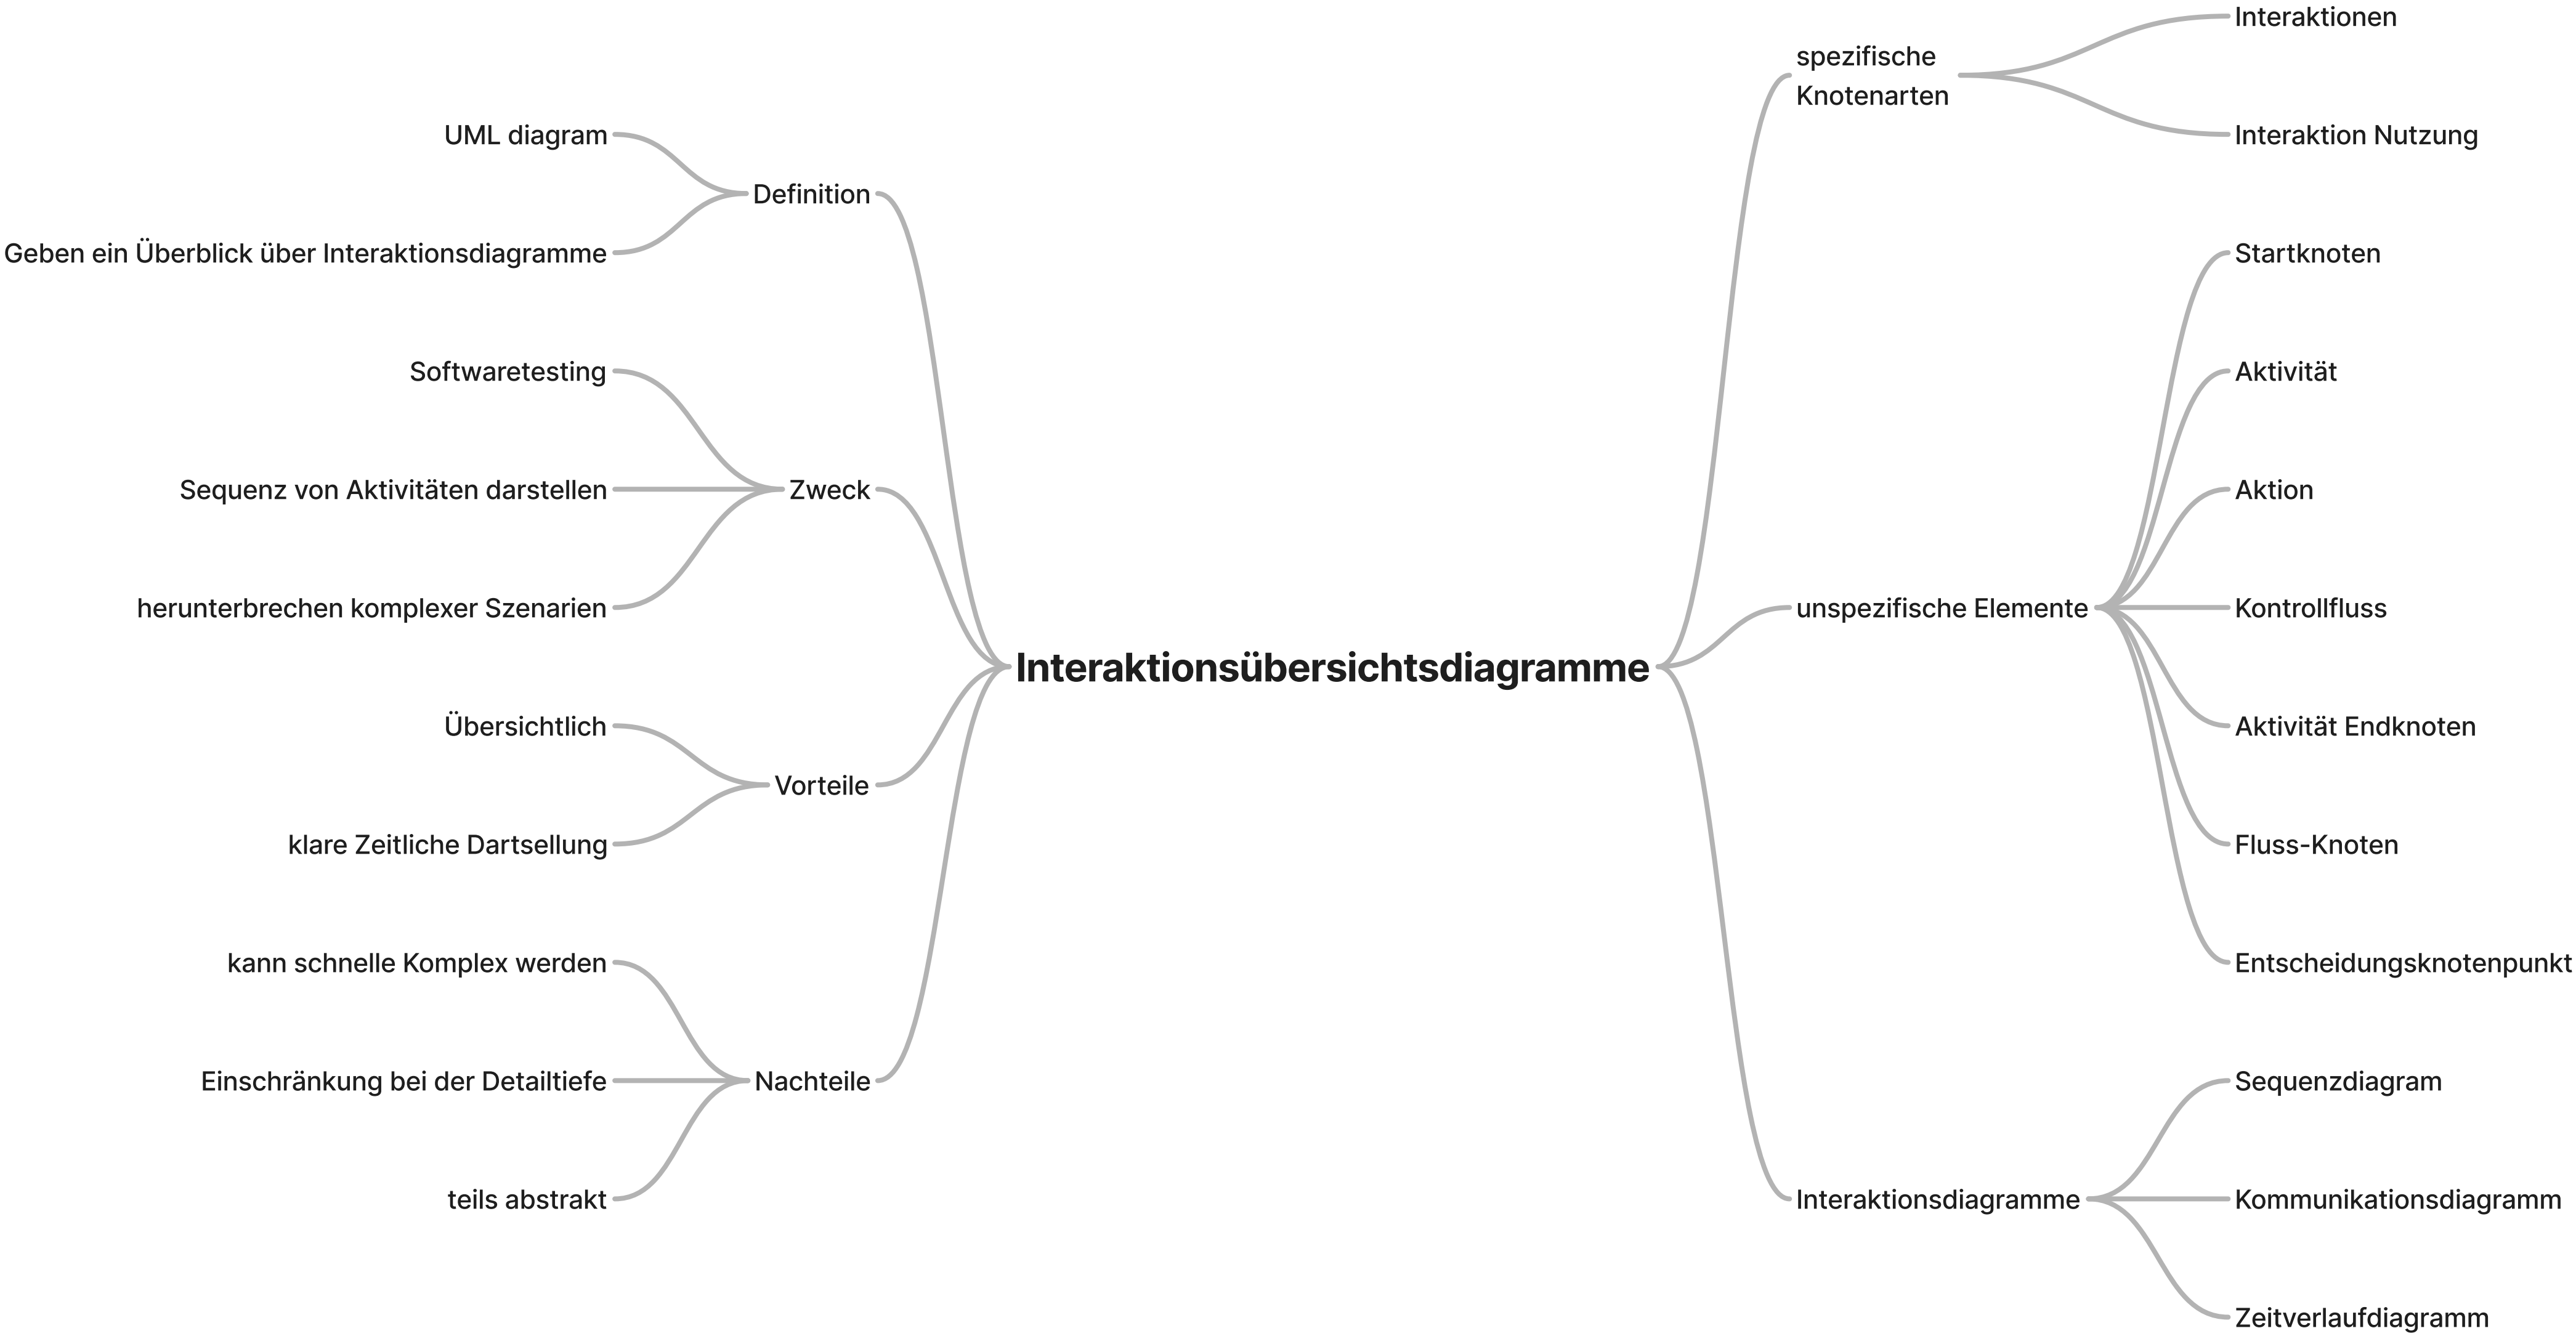 Interaktionsübersichtsdiagramme
Definition
UML diagram
Geben ein Überblick über Interaktionsdiagramme
Zweck
Softwaretesting
Sequenz von Aktivitäten darstellen
herunterbrechen komplexer Szenarien
Vorteile
Übersichtlich
klare Zeitliche Dartsellung
Nachteile
kann schnelle Komplex werden
Einschränkung bei der Detailtiefe
teils abstrakt
spezifische
Knotenarten
Interaktionen
Interaktion Nutzung
unspezifische Elemente
Startknoten
Aktivität
Aktion
Kontrollfluss
Aktivität Endknoten
Fluss-Knoten
Entscheidungsknotenpunkt
Interaktionsdiagramme
Sequenzdiagram
Kommunikationsdiagramm
Zeitverlaufdiagramm